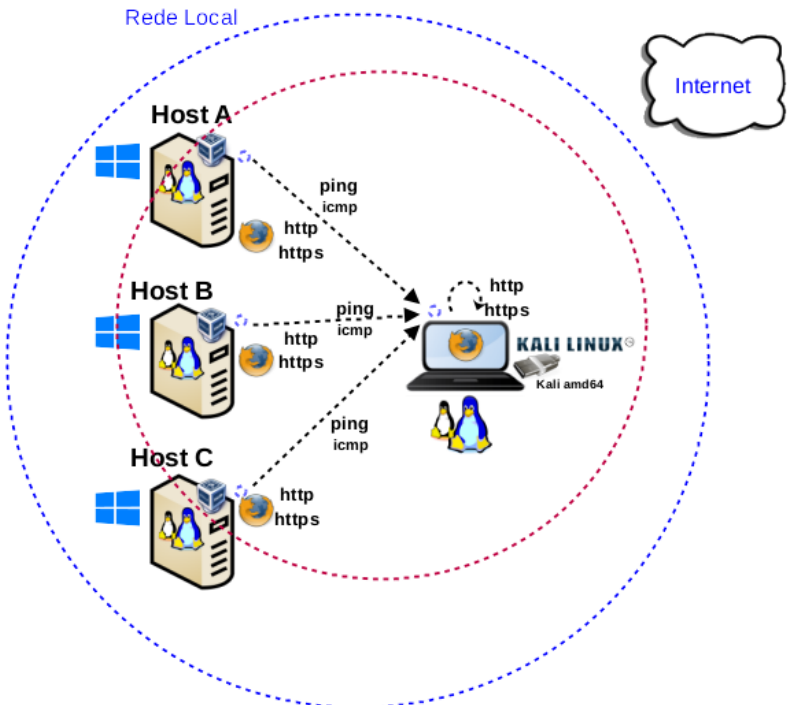 Rede Local
Internet
Host A
ping
icmp
http
https
Host B
ping
icmp
http
https
http
https
KALI LINUX
Kali amd64
Host C
ping
icmp
http
https